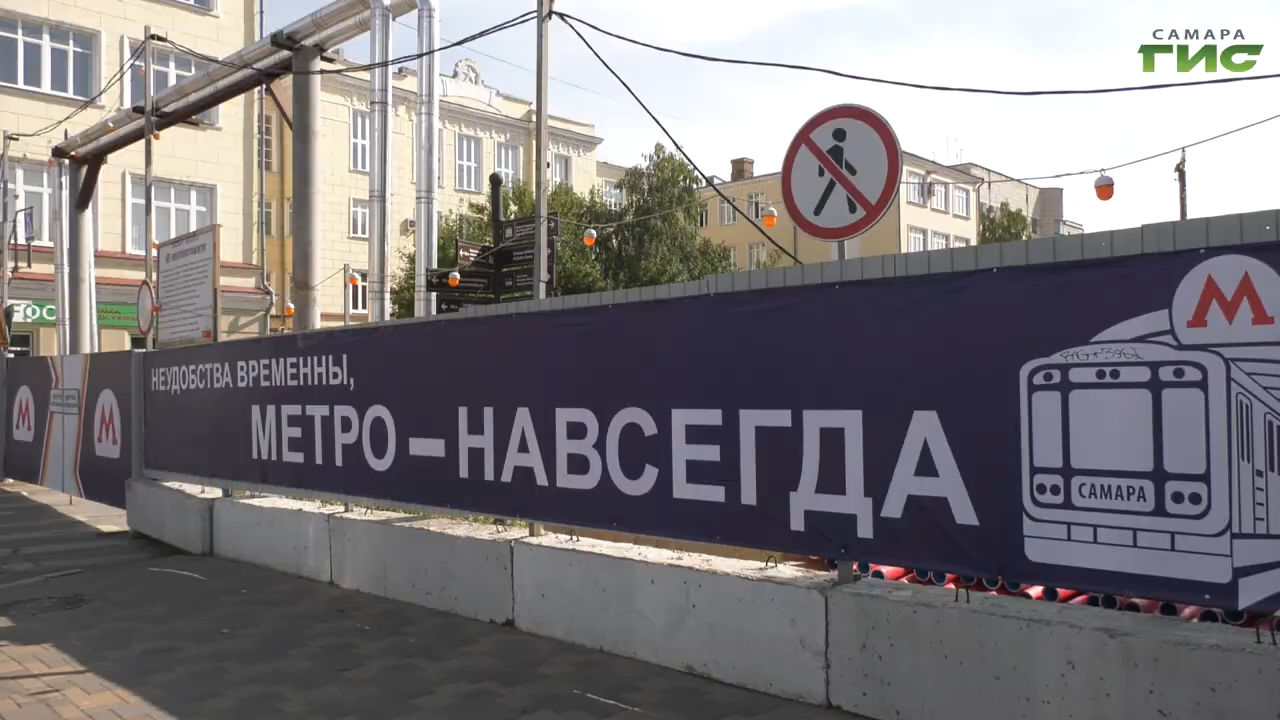 САМАРА
ГИС
НЕУДОБСТВА ВРЕМЕННЫ,
МЕТРО – НАВСЕГДА
М
М
М
САМАРА